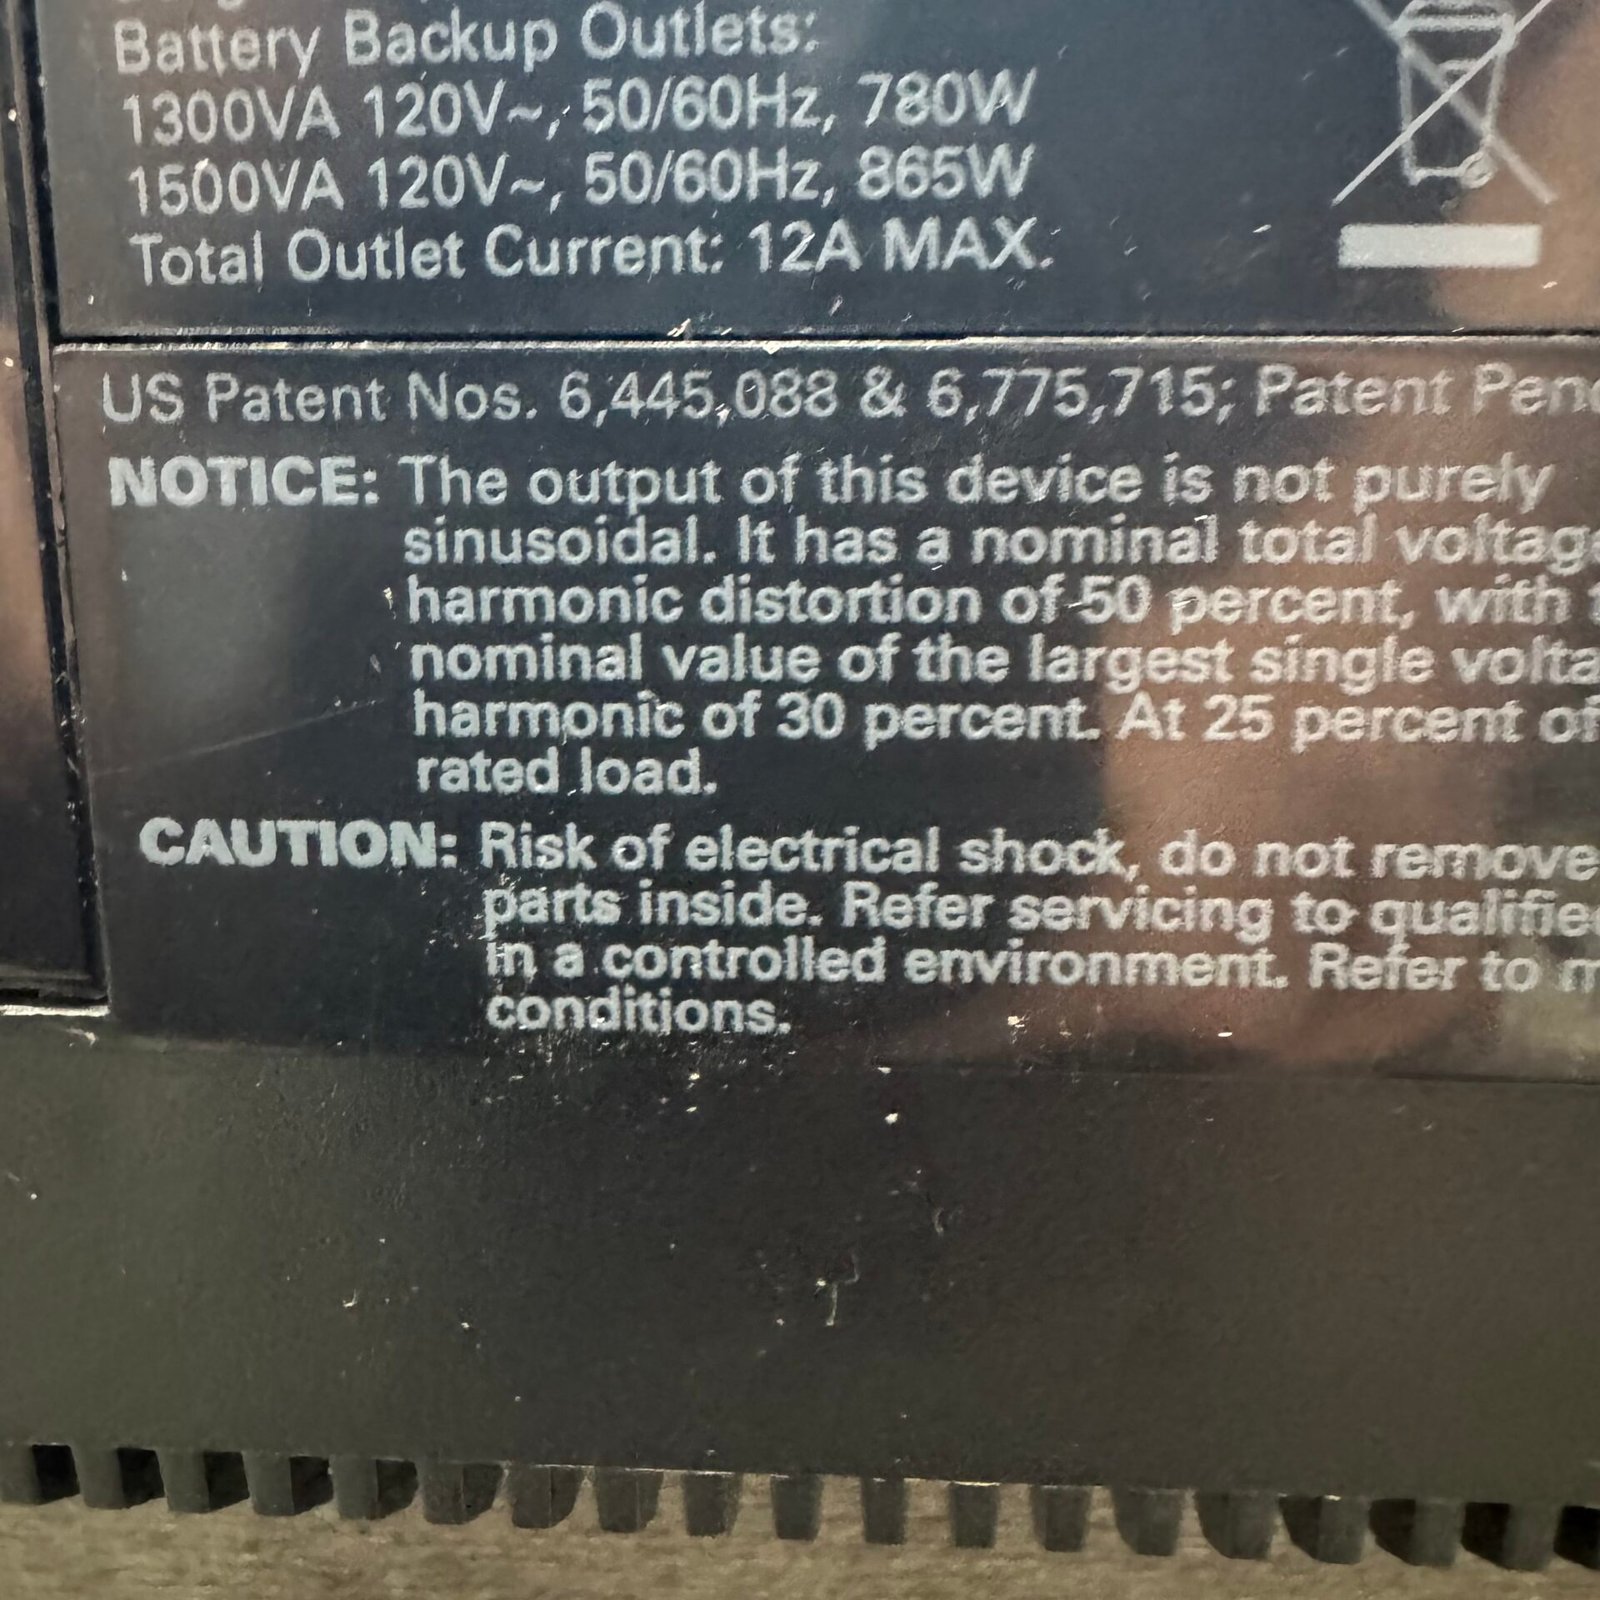 Battery Backup Outlets:
1300VA 120V~, 50/60Hz, 780W
1500VA 120V~, 50/60Hz, 865W
Total Outlet Current: 12A MAX.
US Patent Nos. 6,445,088 & 6,775,715; Patent
NOTICE: The output of this device is not purely
sinusoidal. It has a nominal total
harmonic distortion of 50 percent, with
nominal value of the largest single
harmonic of 30 percent. At 25 percent of
rated load.
CAUTION: Risk of electrical shock, do not remove
parts inside. Refer servicing to
in a controlled environment. Refer to
conditions.